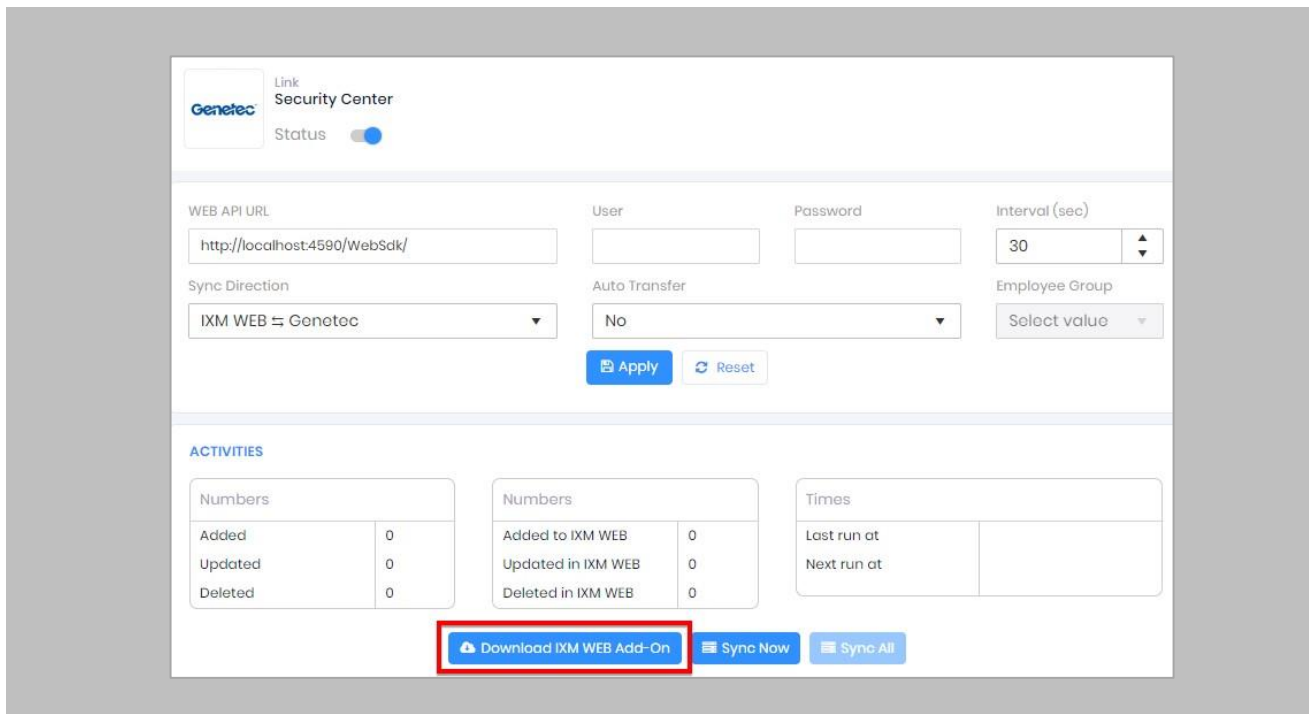 Genetec
Link
Security Center
Status
WEB API URL
User
Password
Interval (sec)
http://localhost:4590/WebSdk/
30
Sync Direction
Auto Transfer
Employee Group
IXM WEB ⇆ Genetec
No
Select value
Apply
Reset
ACTIVITIES
Numbers
Added 0
Updated 0
Deleted 0
Numbers
Added to IXM WEB 0
Updated in IXM WEB 0
Deleted in IXM WEB 0
Times
Last run at
Next run at
Download IXM WEB Add-On
Sync Now
Sync All